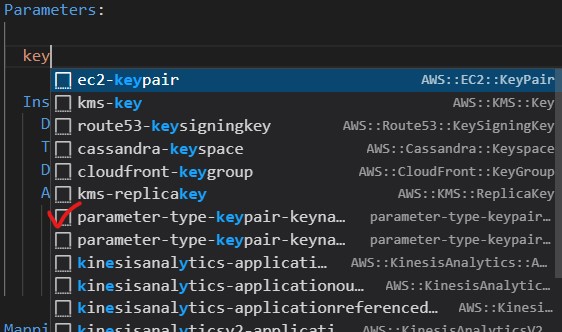 Parameters:
key
ec2-keypair AWS::EC2::KeyPair
kms-key AWS::KMS::Key
Ins route53-keysigningkey AWS::Route53::KeySigningKey
D cassandra-keyspace AWS::Cassandra::Keyspace
T cloudfront-keygroup AWS::CloudFront::KeyGroup
D kms-replicakey AWS::KMS::ReplicaKey
A parameter-type-keypair-keyna… parameter-type-keypair…
parameter-type-keypair-keyna… parameter-type-keypair…
kinesisanalytics-applicati… AWS::KinesisAnalytics::A…
kinesisanalytics-applicationou… AWS::KinesisAnalytic…
kinesisanalytics-applicationreferenced… AWS::Kinesi…
Mappi kinesisanalyticsv2-applicati… AWS::KinesisAnalyticsV2